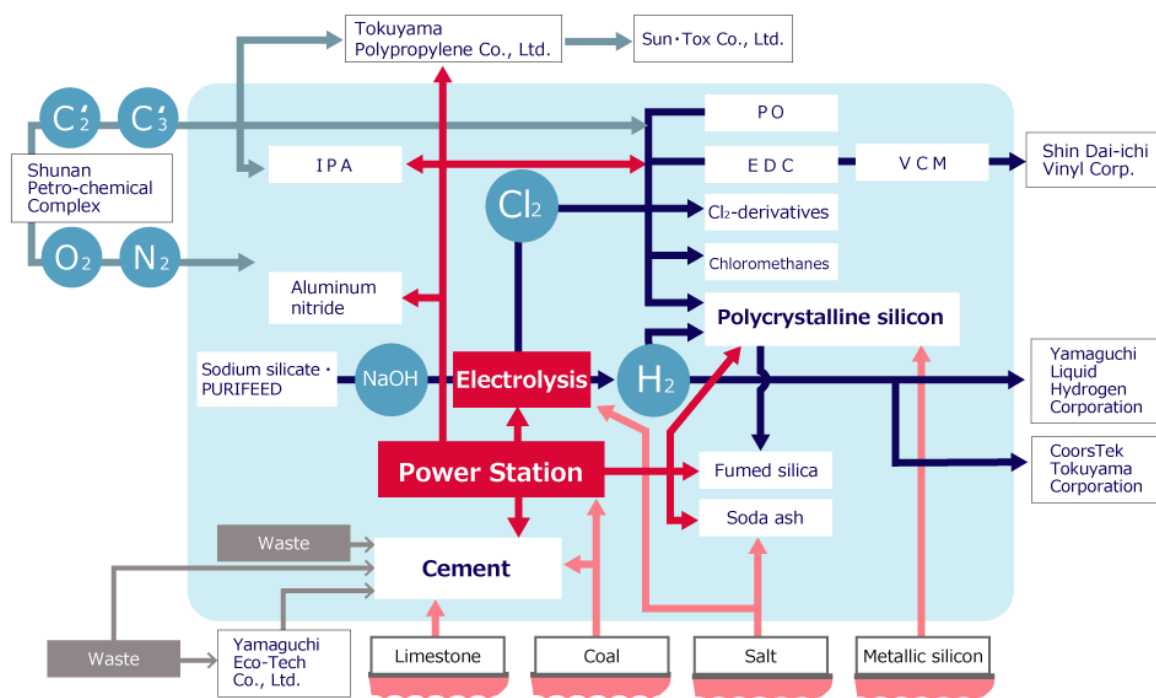 Tokuyama
Polypropylene Co., Ltd.
Sun・Tox Co., Ltd.
C′2
C′3
PO
Shunan
Petro-chemical
Complex
IPA
EDC
VCM
Shin Dai-ichi
Vinyl Corp.
Cl2
Cl2-derivatives
O2
N2
Chloromethanes
Aluminum
nitride
Polycrystalline silicon
Sodium silicate・
PURIFEED
NaOH
Electrolysis
H2
Yamaguchi
Liquid
Hydrogen
Corporation
Power Station
Fumed silica
CoorsTek
Tokuyama
Corporation
Soda ash
Waste
Cement
Waste
Yamaguchi
Eco-Tech
Co., Ltd.
Limestone
Coal
Salt
Metallic silicon